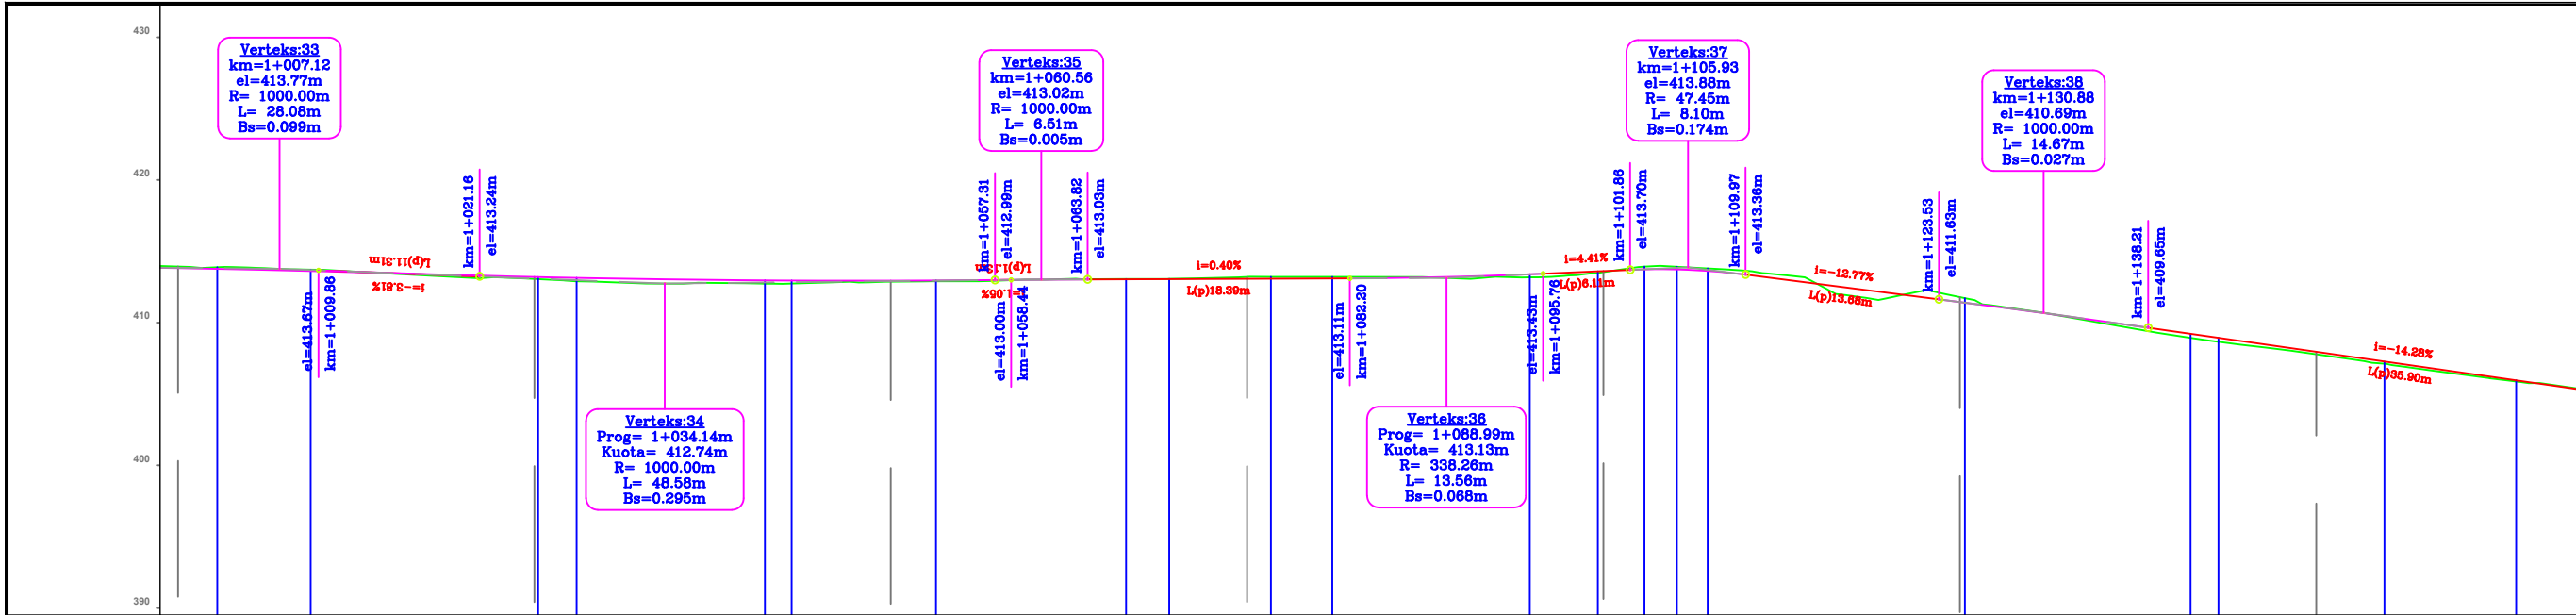 430
420
410
400
390
Verteks:33
km=1+007.12
el=413.77m
R= 1000.00m
L= 28.08m
Bs=0.099m
L(p)11.31m
i=-3.81%
el=413.67m
km=1+009.86
km=1+021.16
el=413.24m
Verteks:34
Prog= 1+034.14m
Kuota= 412.74m
R= 1000.00m
L= 48.58m
Bs=0.295m
Verteks:35
km=1+060.56
el=413.02m
R= 1000.00m
L= 6.51m
Bs=0.005m
km=1+057.31
el=412.99m
L(p)1.13m
i=1.05%
el=413.00m
km=1+058.44
km=1+063.82
el=413.03m
i=0.40%
L(p)18.39m
el=413.11m
km=1+082.20
Verteks:36
Prog= 1+088.99m
Kuota= 413.13m
R= 338.26m
L= 13.56m
Bs=0.068m
el=413.43m
km=1+095.76
i=4.41%
L(p)6.11m
km=1+101.86
el=413.70m
Verteks:37
km=1+105.93
el=413.88m
R= 47.45m
L= 8.10m
Bs=0.174m
km=1+109.97
el=413.36m
i=-12.77%
L(p)13.68m
km=1+123.53
el=411.63m
Verteks:38
km=1+130.88
el=410.69m
R= 1000.00m
L= 14.67m
Bs=0.027m
km=1+138.21
el=409.65m
i=-14.28%
L(p)35.90m